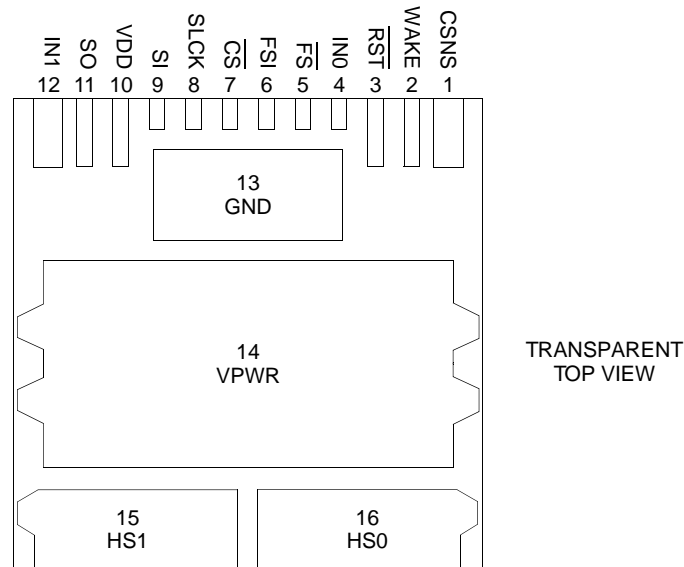 IN1
SO
VDD
SI
SLCK
CS
FSI
FS
IN0
RST
WAKE
CSNS
12 11 10 9 8 7 6 5 4 3 2 1
13
GND
14
VPWR
TRANSPARENT
TOP VIEW
15
HS1
16
HS0